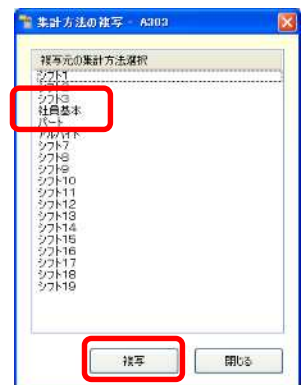 集計方法の複写 - A303
複写元の集計方法選択
シフト1
シフト3
社員基本
パート
アルバイト
シフト7
シフト8
シフト9
シフト10
シフト11
シフト12
シフト13
シフト14
シフト15
シフト16
シフト17
シフト18
シフト19
複写
閉じる